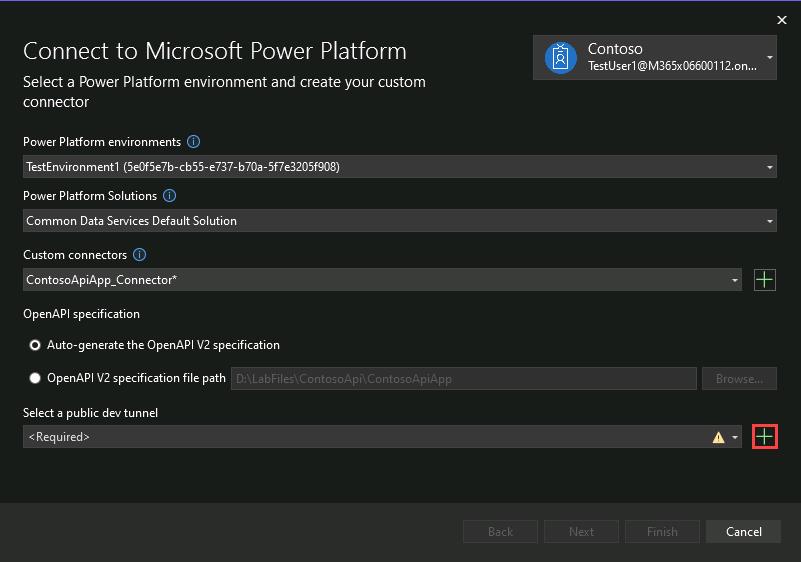 Connect to Microsoft Power Platform
Select a Power Platform environment and create your custom
connector
Contoso
TestUser1@M365x06600112.on...
Power Platform environments
TestEnvironment1 (5e0f5e7b-cb55-e737-b70a-5f7e3205f908)
Power Platform Solutions
Common Data Services Default Solution
Custom connectors
ContosoApiApp_Connector*
OpenAPI specification
Auto-generate the OpenAPI V2 specification
OpenAPI V2 specification file path
D:\LabFiles\ContosoApi\ContosoApiApp
Browse...
Select a public dev tunnel
<Required>
Back
Next
Finish
Cancel